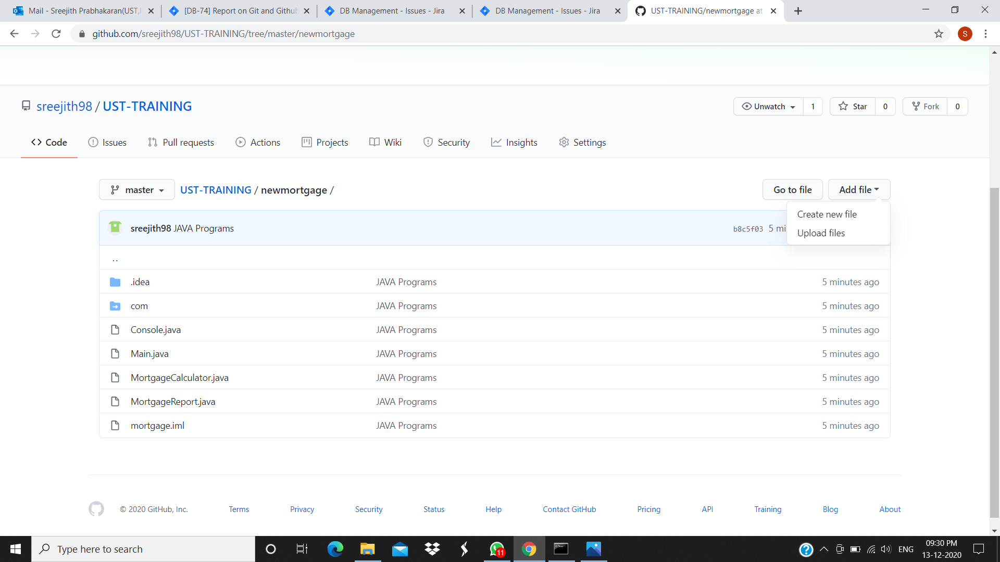 Mail - Sreejith Prabhakaran(UST,I
[DB-74] Report on Git and Github
DB Management - Issues - Jira
DB Management - Issues - Jira
UST-TRAINING/newmortgage at
github.com/sreejith98/UST-TRAINING/tree/master/newmortgage
S
sreejith98 / UST-TRAINING
Unwatch 1
Star 0
Fork 0
Code
Issues
Pull requests
Actions
Projects
Wiki
Security
Insights
Settings
master
UST-TRAINING / newmortgage /
Go to file
Add file
Create new file
Upload files
sreejith98 JAVA Programs
b8c5f03 5 mi
..
.idea JAVA Programs 5 minutes ago
com JAVA Programs 5 minutes ago
Console.java JAVA Programs 5 minutes ago
Main.java JAVA Programs 5 minutes ago
MortgageCalculator.java JAVA Programs 5 minutes ago
MortgageReport.java JAVA Programs 5 minutes ago
mortgage.iml JAVA Programs 5 minutes ago
© 2020 GitHub, Inc. Terms Privacy Security Status Help Contact GitHub Pricing API Training Blog About
Type here to search
11
ENG
09:30 PM
13-12-2020